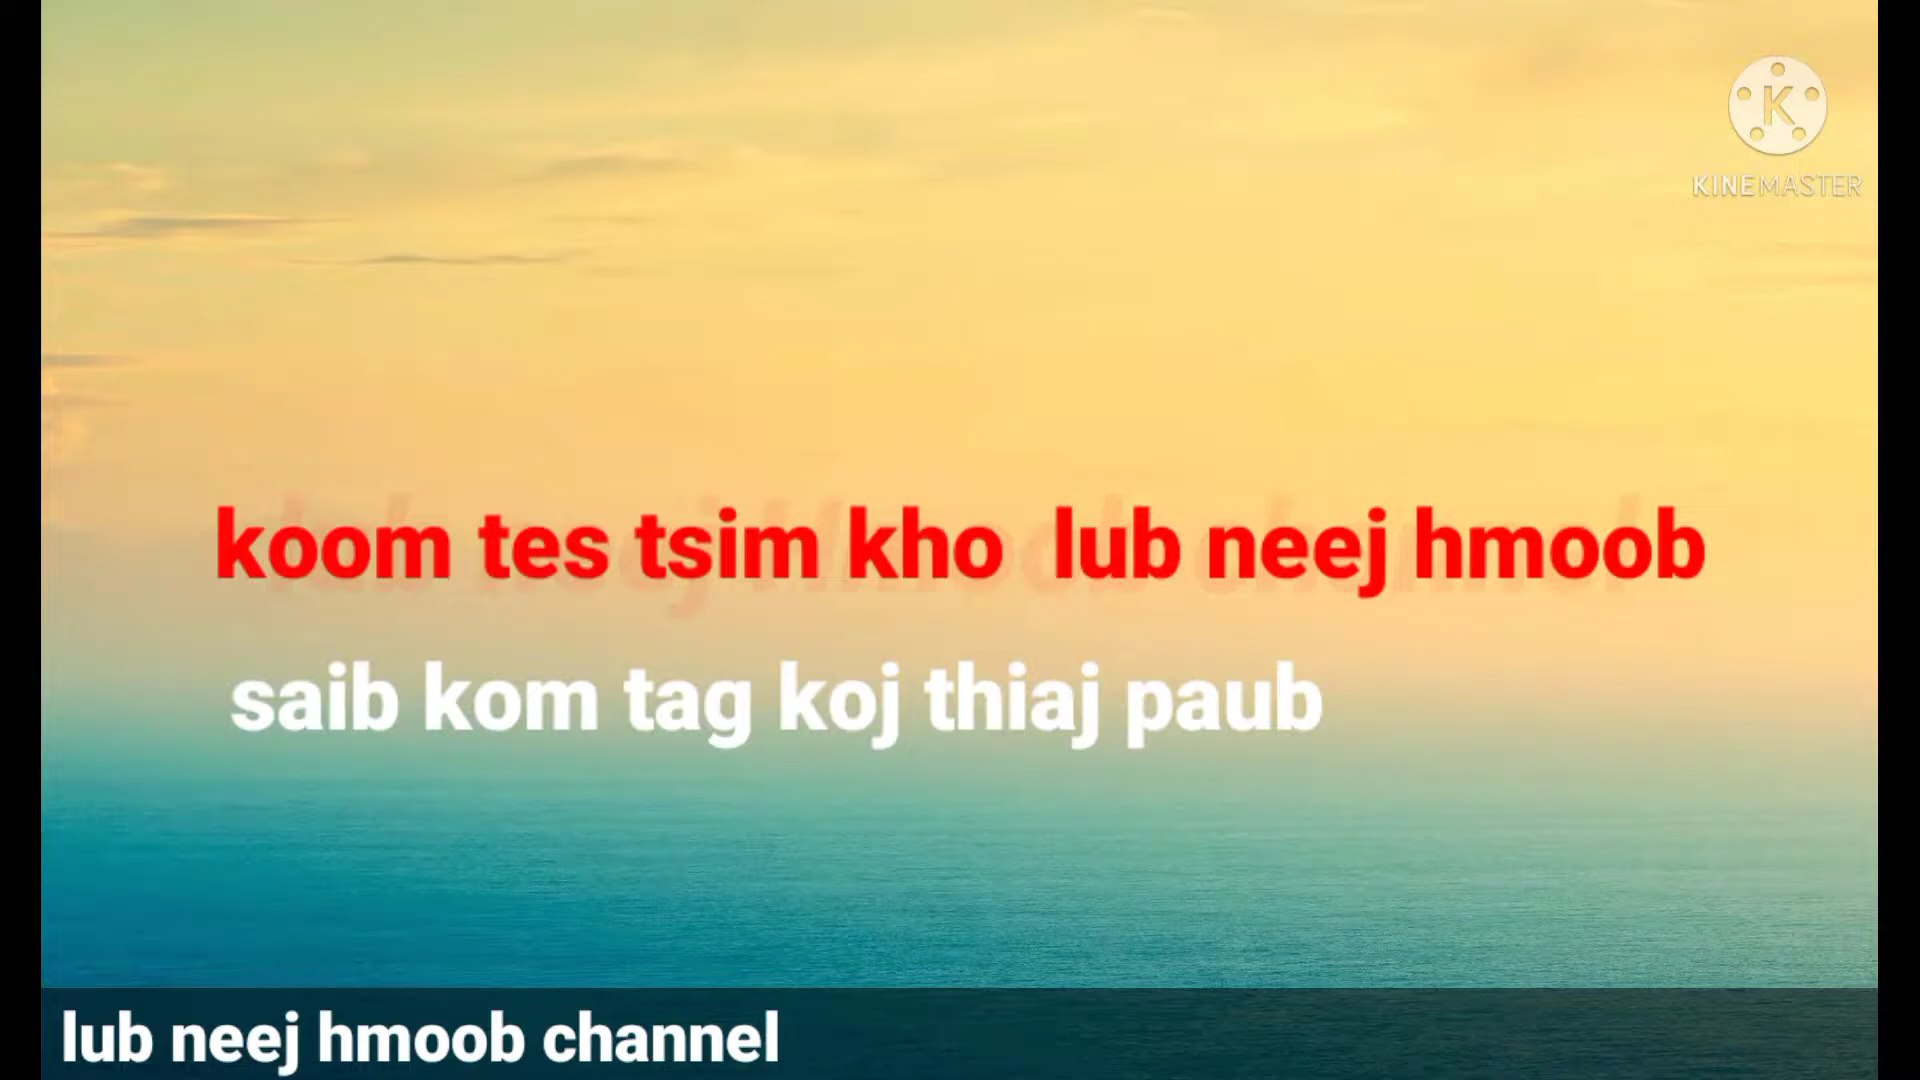 KINEMASTER
koom tes tsim kho lub neej hmoob
saib kom tag koj thiaj paub
lub neej hmoob channel